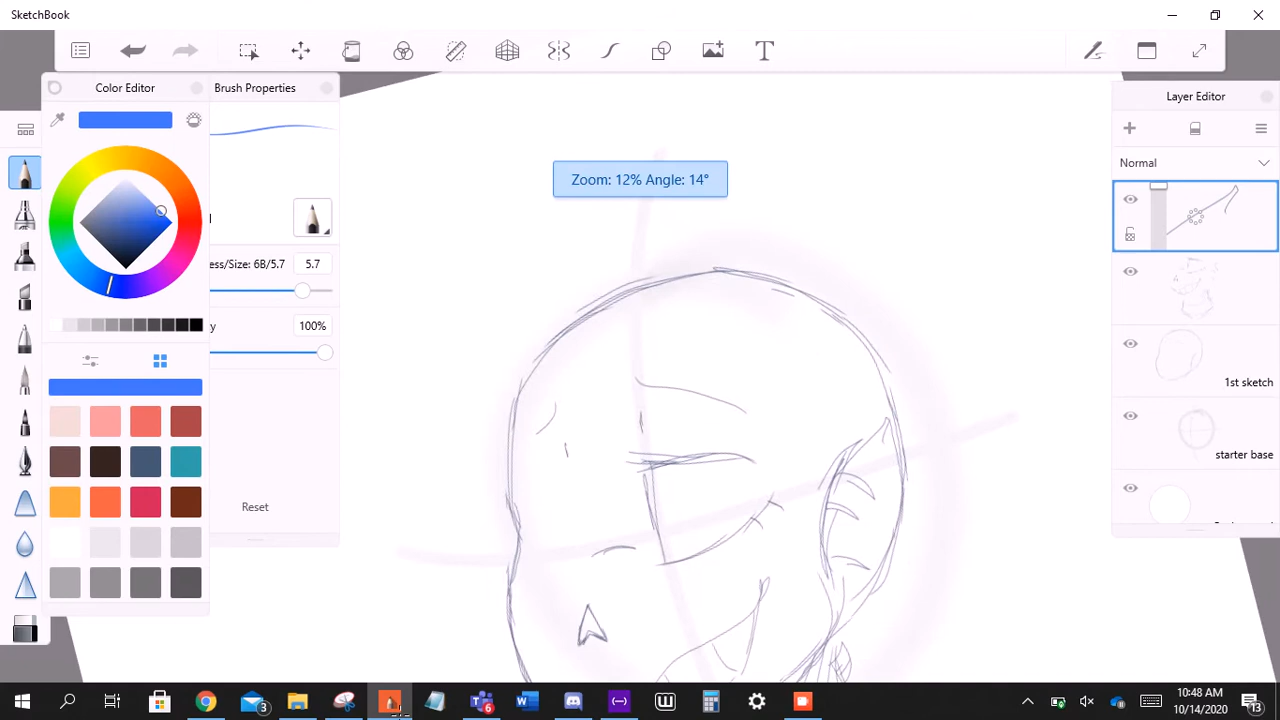 SketchBook
Color Editor
Brush Properties
Layer Editor
Normal
Zoom: 12% Angle: 14°
ess/Size: 6B/5.7 5.7
y 100%
1st sketch
starter base
Reset
3
6
10:48 AM
10/14/2020
13